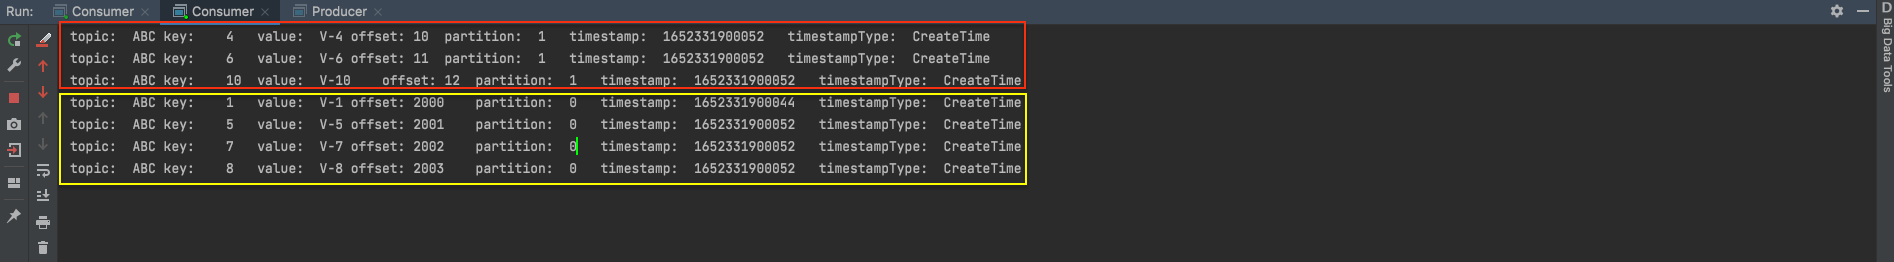 Run: Consumer Consumer Producer
topic:  ABC key:    4   value:  V-4 offset: 10  partition:  1   timestamp:  1652331900052   timestampType:  CreateTime
topic:  ABC key:    6   value:  V-6 offset: 11  partition:  1   timestamp:  1652331900052   timestampType:  CreateTime
topic:  ABC key:    10  value:  V-10    offset: 12  partition:  1   timestamp:  1652331900052   timestampType:  CreateTime
topic:  ABC key:    1   value:  V-1 offset: 2000    partition:  0   timestamp:  1652331900044   timestampType:  CreateTime
topic:  ABC key:    5   value:  V-5 offset: 2001    partition:  0   timestamp:  1652331900052   timestampType:  CreateTime
topic:  ABC key:    7   value:  V-7 offset: 2002    partition:  0   timestamp:  1652331900052   timestampType:  CreateTime
topic:  ABC key:    8   value:  V-8 offset: 2003    partition:  0   timestamp:  1652331900052   timestampType:  CreateTime
D Big Data Tools